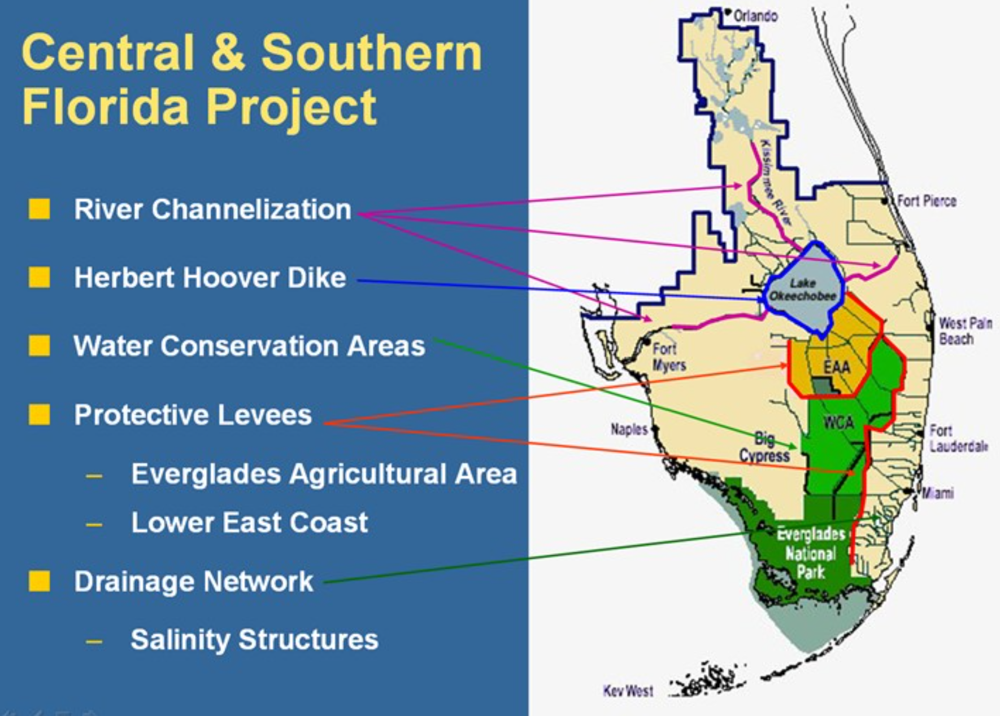 Central & Southern
Florida Project
River Channelization
Herbert Hoover Dike
Water Conservation Areas
Protective Levees
– Everglades Agricultural Area
– Lower East Coast
Drainage Network
– Salinity Structures
Orlando
Kissimmee River
Fort Pierce
Lake
Okeechobee
West Palm
Beach
Fort
Myers
EAA
WCA
Naples
Big
Cypress
Fort
Lauderdale
Miami
Everglades
National
Park
Key West